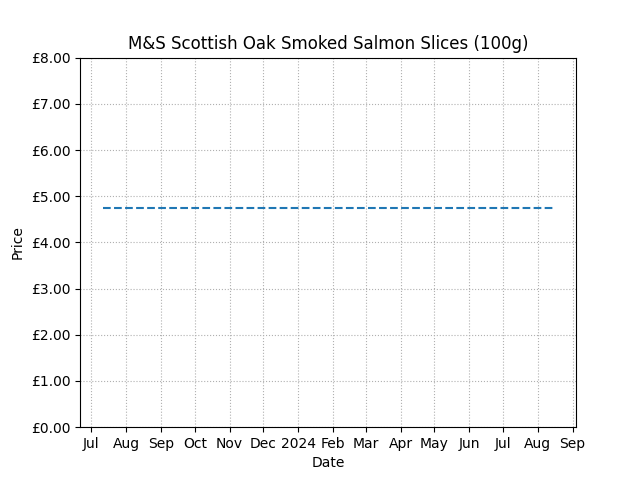 M&S Scottish Oak Smoked Salmon Slices (100g)
£8.00
£7.00
£6.00
£5.00
£4.00
£3.00
£2.00
£1.00
£0.00
Price
Jul Aug Sep Oct Nov Dec 2024 Feb Mar Apr May Jun Jul Aug Sep
Date